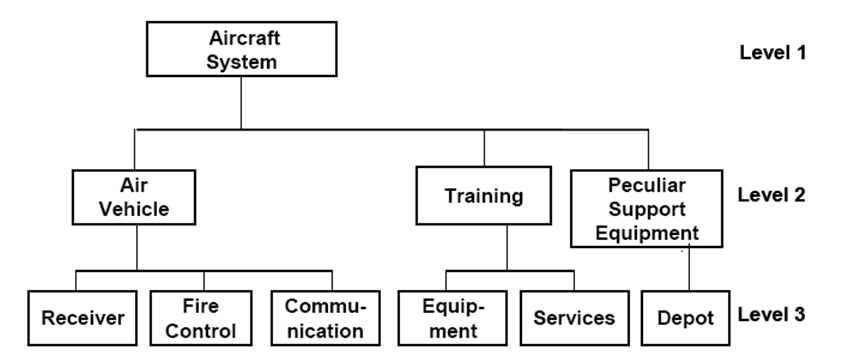 Aircraft
System
Level 1
Air
Vehicle
Training
Peculiar
Support
Equipment
Level 2
Receiver
Fire
Control
Commu-
nication
Equip-
ment
Services
Depot
Level 3